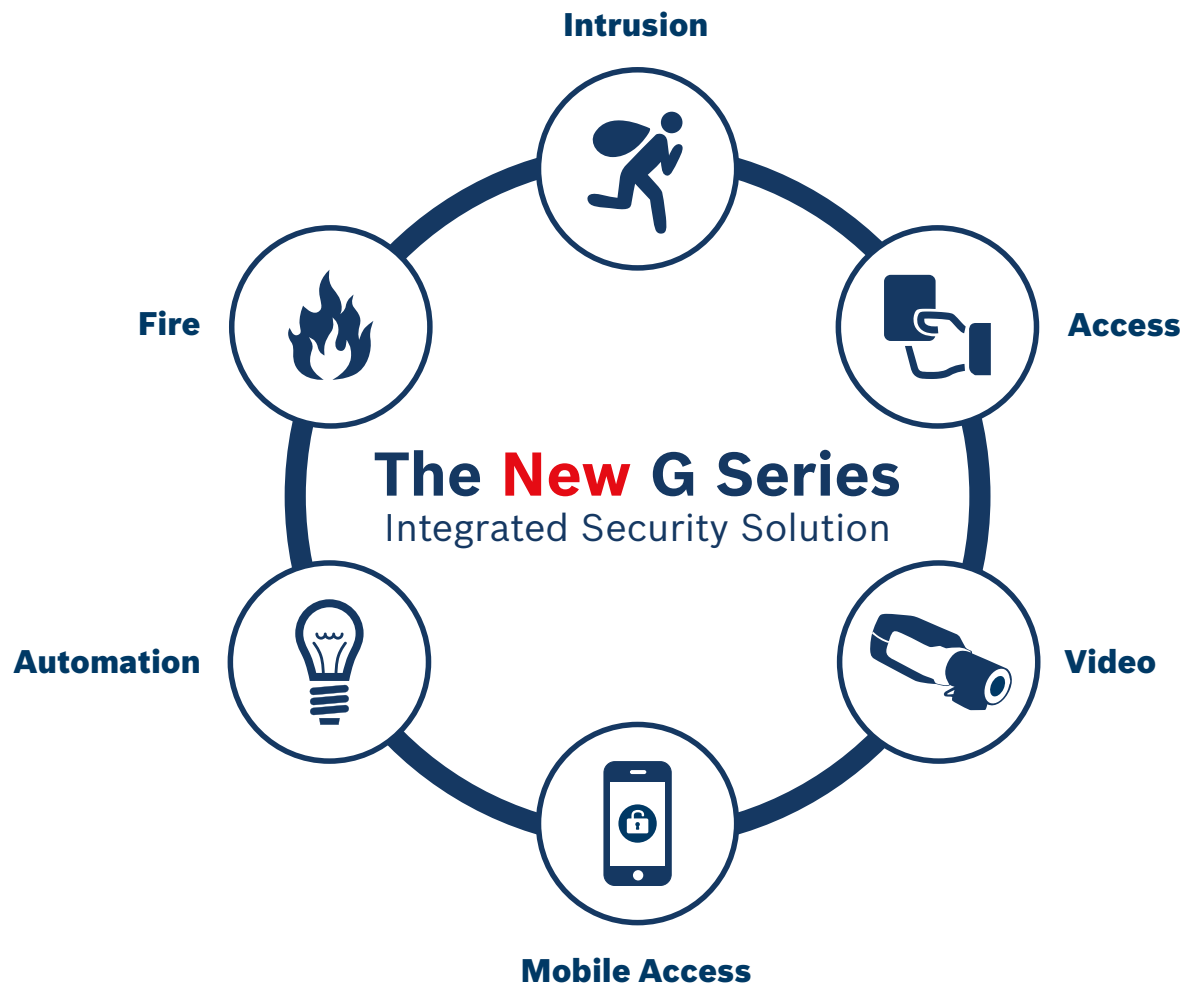 Intrusion
Fire
Access
The New G Series
Integrated Security Solution
Automation
Video
Mobile Access